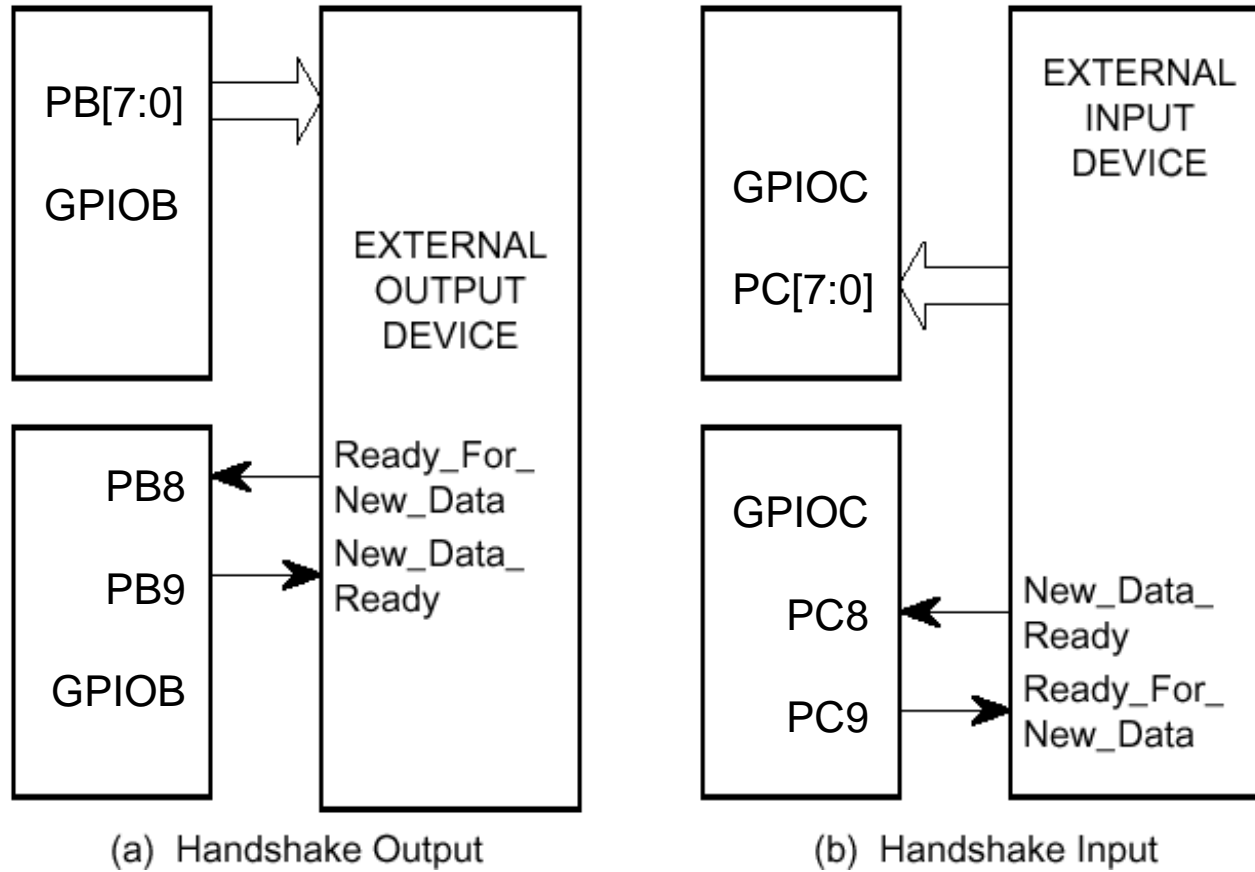 PB[7:0]
GPIOB
EXTERNAL
OUTPUT
DEVICE
PB8
PB9
GPIOB
Ready_For_
New_Data
New_Data_
Ready
(a) Handshake Output
EXTERNAL
INPUT
DEVICE
GPIOC
PC[7:0]
GPIOC
PC8
PC9
New_Data_
Ready
Ready_For_
New_Data
(b) Handshake Input